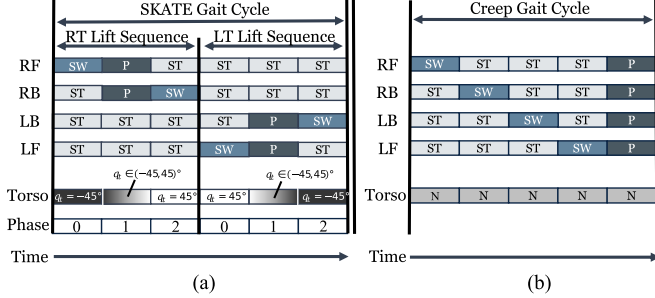 SKATE Gait Cycle
RT Lift Sequence LT Lift Sequence
RF SW P ST ST ST ST
RB ST P SW ST ST ST
LB ST ST ST ST P SW
LF ST ST ST SW P ST
qₜ ∈(−45,45)° qₜ ∈(−45,45)°
Torso qₜ = −45° qₜ = 45° qₜ = 45° qₜ = −45°
Phase 0 1 2 0 1 2
Time
(a)
Creep Gait Cycle
RF SW ST ST ST P
RB ST SW ST ST P
LB ST ST SW ST P
LF ST ST ST SW P
Torso N N N N N
Time
(b)